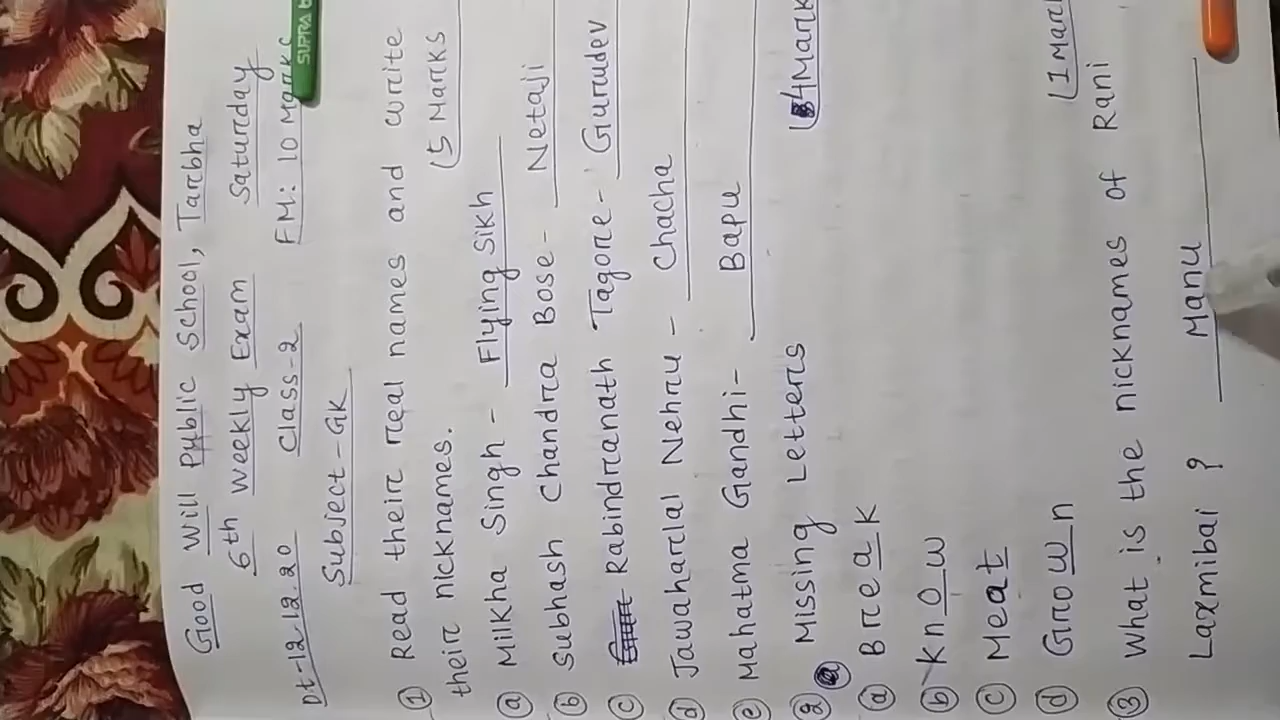 Good Will Public School, Tarbha
6th Weekly Exam Saturday
Dt-12.12.20 Class-2 FM: 10 Marks
Subject-GK
① Read their real names and write
their nicknames. (5 Marks
ⓐ Milkha Singh - Flying Sikh
ⓑ Subhash Chandra Bose - Netaji
ⓒ Rabindranath Tagore - Gurudev
ⓓ Jawaharlal Nehru - Chacha
ⓔ Mahatma Gandhi - Bapu
② Missing Letters (4 Mark
ⓐ Break
ⓑ Know
ⓒ Meat
ⓓ Grown
(1 Mark
③ What is the nicknames of Rani
Laxmibai ? Manu
SUPRA